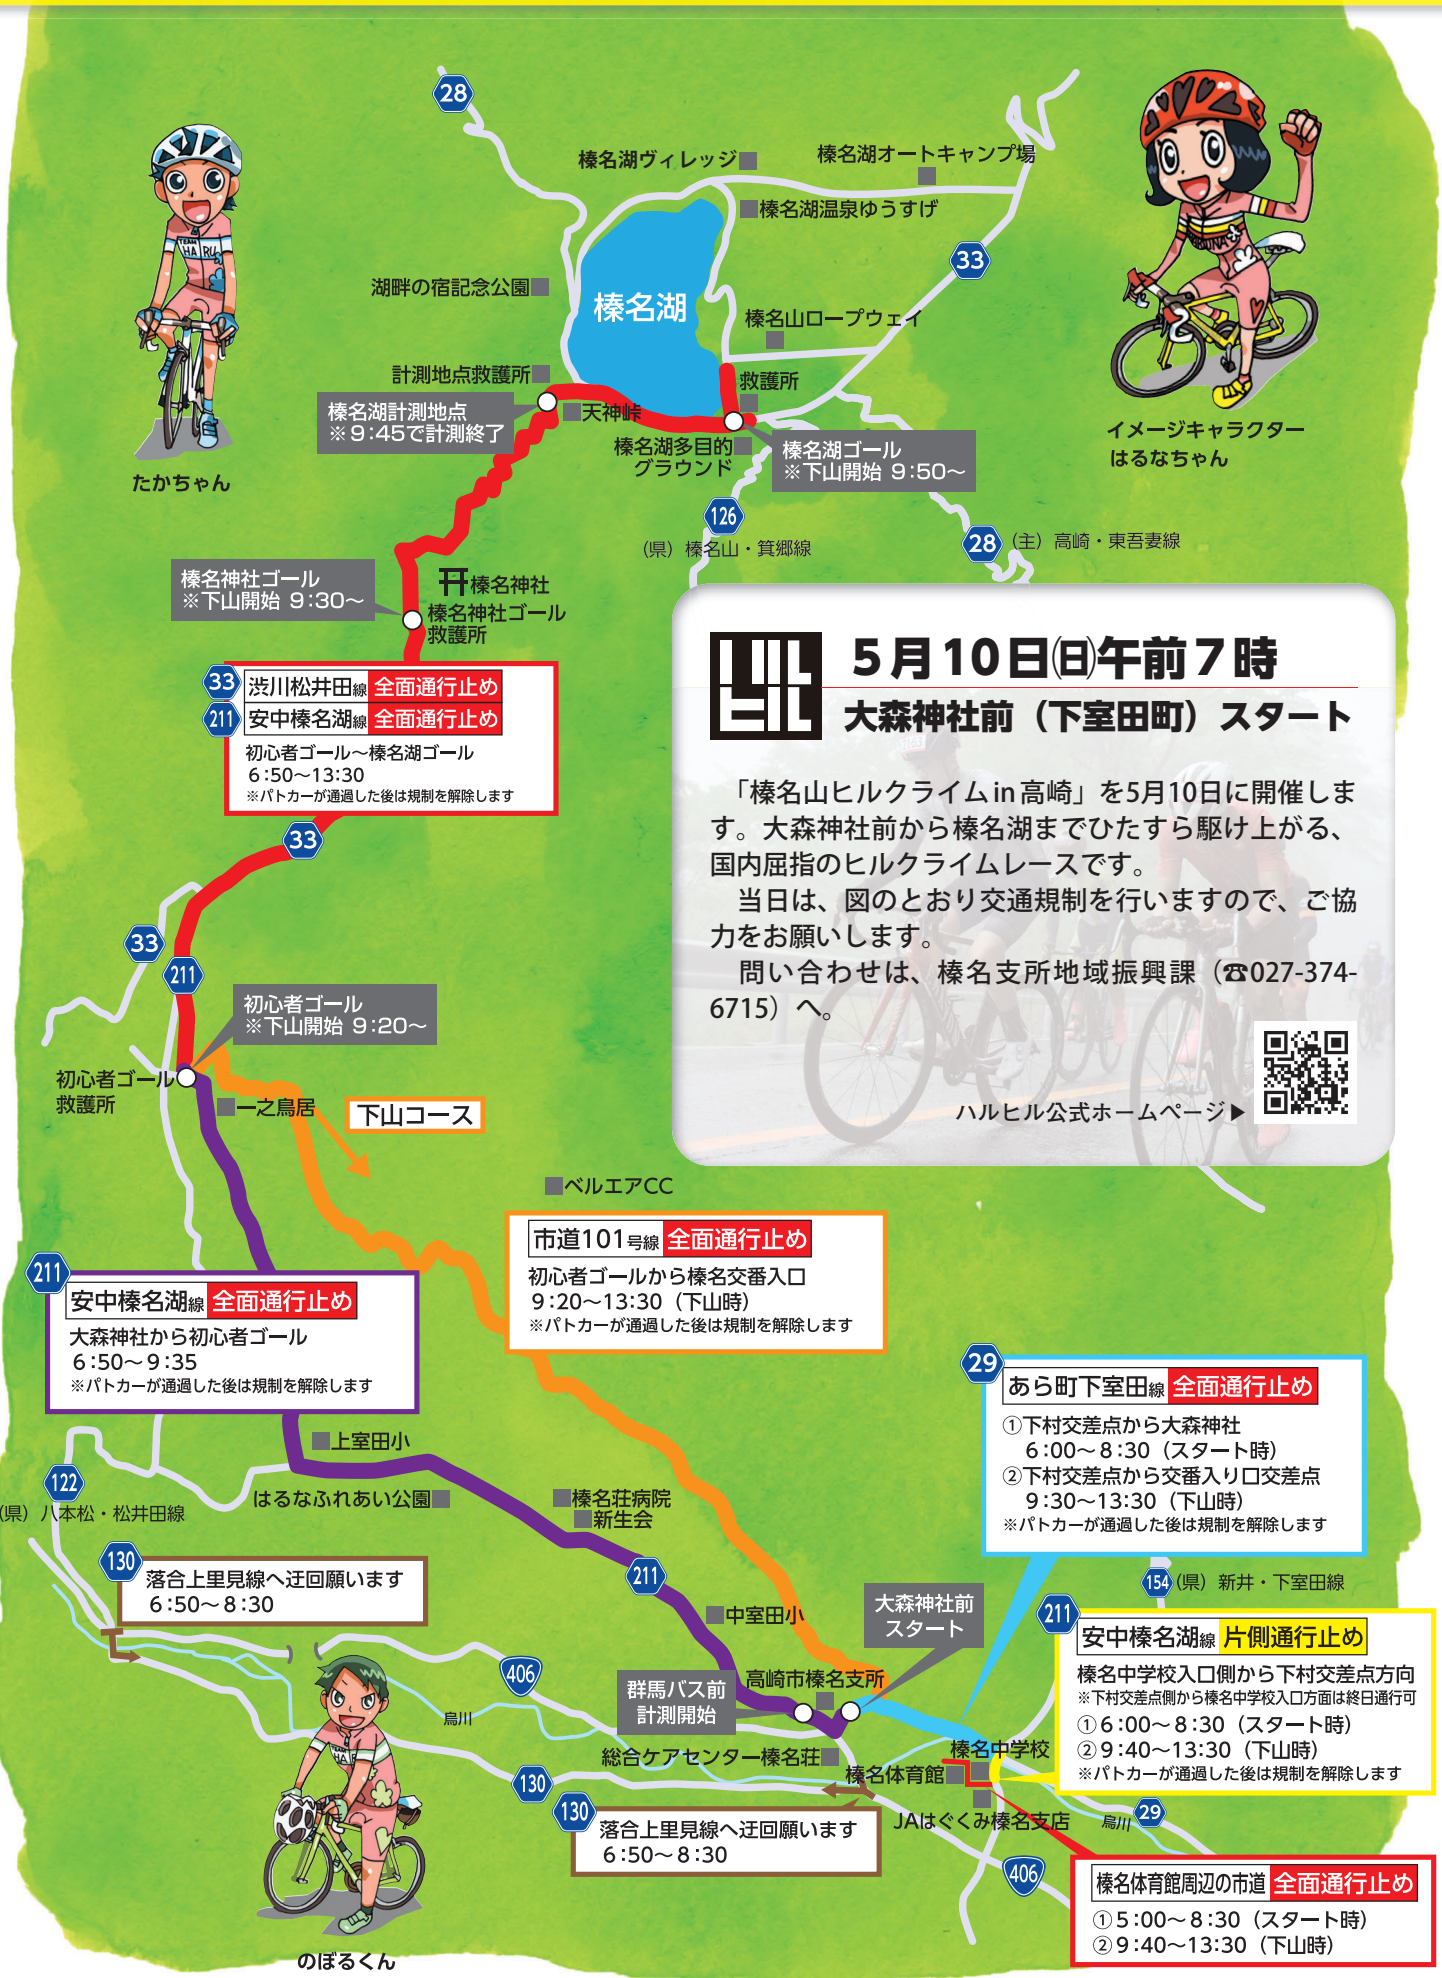 28
榛名湖ヴィレッジ
榛名湖オートキャンプ場
榛名湖温泉ゆうすげ
33
湖畔の宿記念公園
榛名湖
榛名山ロープウェイ
計測地点救護所
救護所
榛名湖計測地点
※9:45で計測終了
天神峠
榛名湖多目的
グラウンド
榛名湖ゴール
※下山開始 9:50～
TEAM
HARU
たかちゃん
イメージキャラクター
はるなちゃん
126
(県)榛名山・箕郷線
28
(主)高崎・東吾妻線
榛名神社ゴール
※下山開始 9:30～
榛名神社
榛名神社ゴール
救護所
33 渋川松井田線 全面通行止め
211 安中榛名湖線 全面通行止め
初心者ゴール～榛名湖ゴール
6:50～13:30
※パトカーが通過した後は規制を解除します
ハルヒル
5月10日(日)午前7時
大森神社前（下室田町）スタート
「榛名山ヒルクライムin高崎」を5月10日に開催しま
す。大森神社前から榛名湖までひたすら駆け上がる、
国内屈指のヒルクライムレースです。
当日は、図のとおり交通規制を行いますので、ご協
力をお願いします。
問い合わせは、榛名支所地域振興課（☎027-374-
6715）へ。
ハルヒル公式ホームページ▶
33
33
211
初心者ゴール
※下山開始 9:20～
初心者ゴール
救護所
一之鳥居
下山コース
ベルエアCC
市道101号線 全面通行止め
初心者ゴールから榛名交番入口
9:20～13:30（下山時）
※パトカーが通過した後は規制を解除します
211
安中榛名湖線 全面通行止め
大森神社から初心者ゴール
6:50～9:35
※パトカーが通過した後は規制を解除します
29
あら町下室田線 全面通行止め
①下村交差点から大森神社
6:00～8:30（スタート時）
②下村交差点から交番入り口交差点
9:30～13:30（下山時）
※パトカーが通過した後は規制を解除します
上室田小
122
県）八本松・松井田線
はるなふれあい公園
榛名荘病院
新生会
211
130
落合上里見線へ迂回願います
6:50～8:30
中室田小
大森神社前
スタート
154
(県)新井・下室田線
211
安中榛名湖線 片側通行止め
榛名中学校入口側から下村交差点方向
※下村交差点側から榛名中学校入口方面は終日通行可
①6:00～8:30（スタート時）
②9:40～13:30（下山時）
※パトカーが通過した後は規制を解除します
406
烏川
高崎市榛名支所
群馬バス前
計測開始
総合ケアセンター榛名荘
榛名中学校
榛名体育館
JAはぐくみ榛名支店
130
130
落合上里見線へ迂回願います
6:50～8:30
烏川
29
406
榛名体育館周辺の市道 全面通行止め
①5:00～8:30（スタート時）
②9:40～13:30（下山時）
のぼるくん